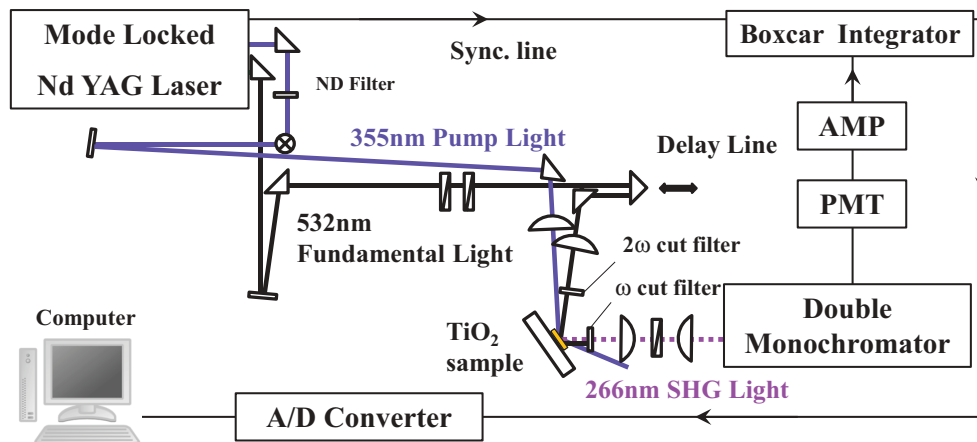 Mode Locked
Nd YAG Laser
Sync. line
Boxcar Integrator
ND Filter
AMP
355nm Pump Light
Delay Line
PMT
532nm
Fundamental Light
2ω cut filter
ω cut filter
Double
Monochromator
Computer
TiO₂
sample
266nm SHG Light
A/D Converter